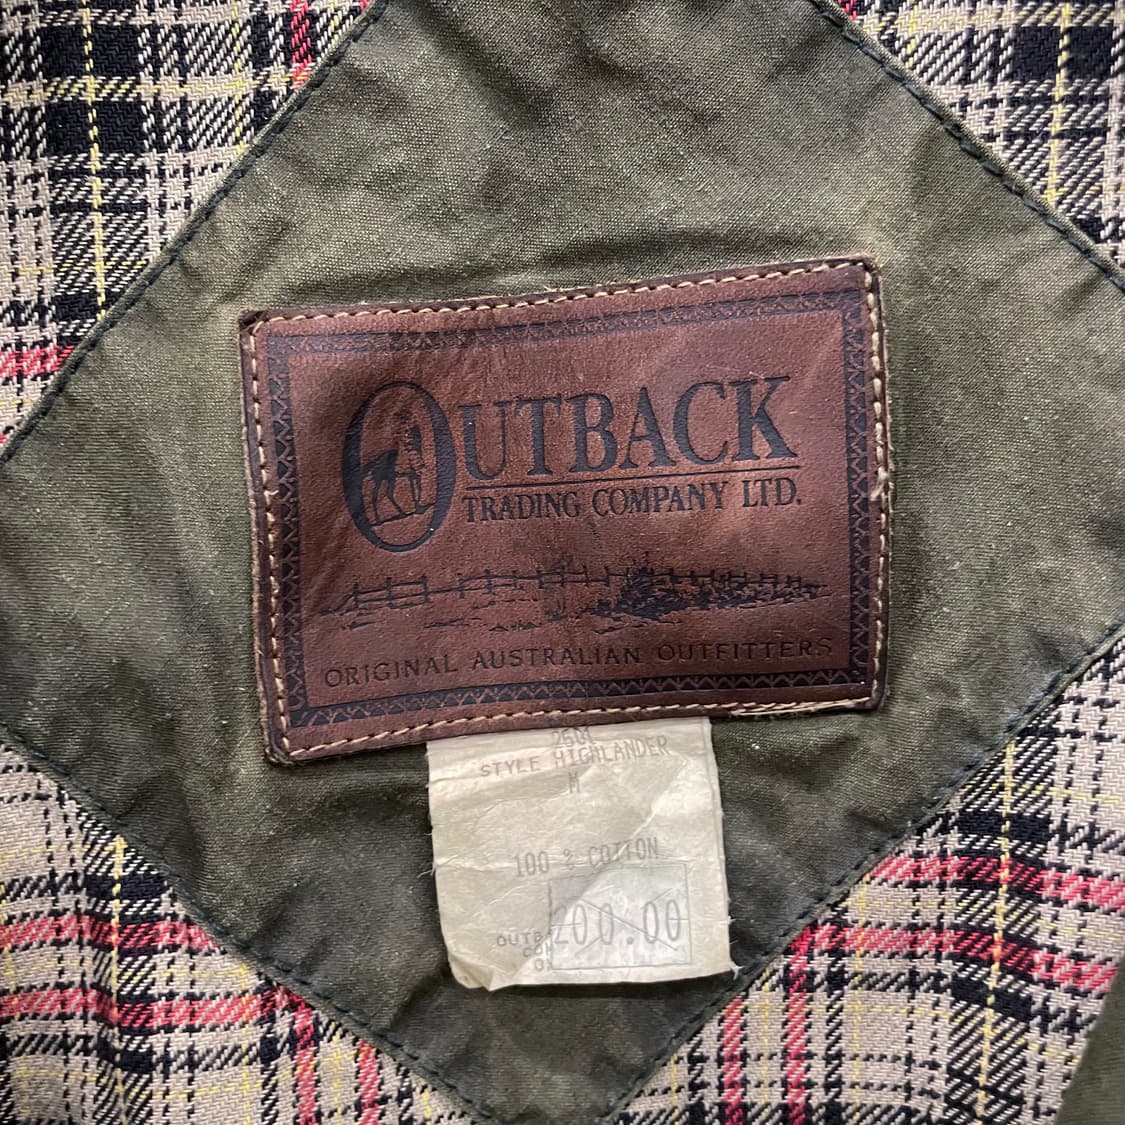 OUTBACK
TRADING COMPANY LTD.
ORIGINAL AUSTRALIAN OUTFITTERS
STYLE HIGHLANDER
M
100 % COTTON
200.00